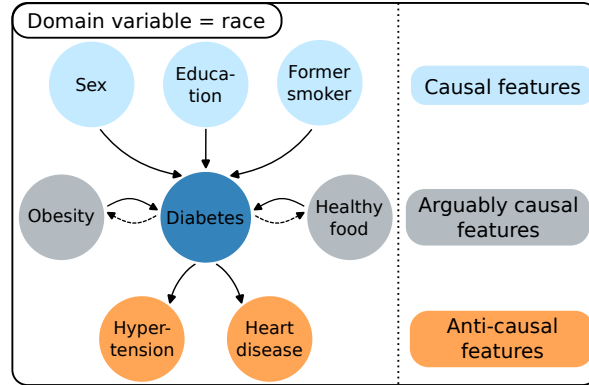 Domain variable = race
Sex
Educa-
tion
Former
smoker
Causal features
Obesity
Diabetes
Healthy
food
Arguably causal
features
Hyper-
tension
Heart
disease
Anti-causal
features